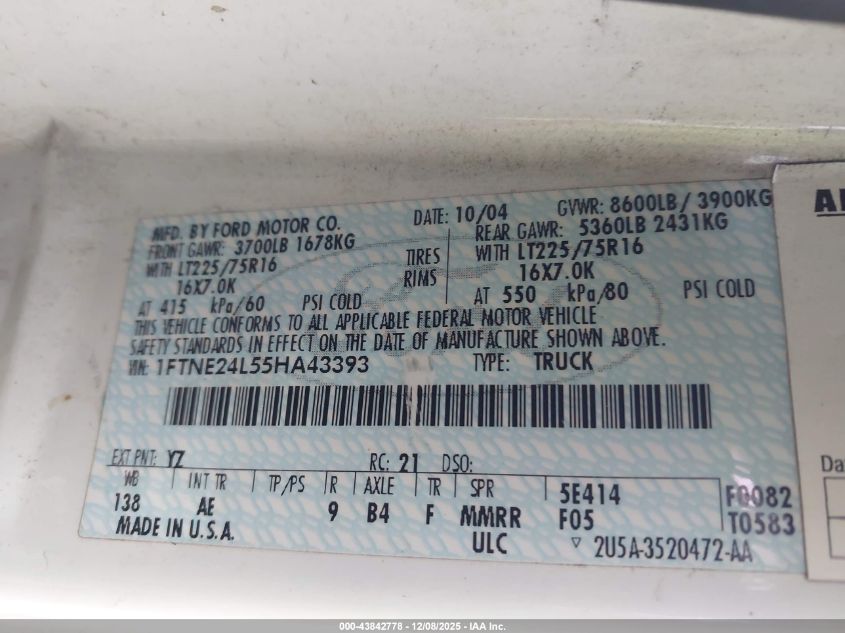 MFD. BY FORD MOTOR CO.
DATE: 10/04
GVWR: 8600LB/ 3900KG
FRONT GAWR: 3700LB 1678KG
REAR GAWR: 5360LB 2431KG
WITH LT225/75R16
TIRES
WITH LT225/75R16
16X7.0K
RIMS
16X7.0K
AT 415 kPa/60 PSI COLD
AT 550 kPa/80 PSI COLD
THIS VEHICLE CONFORMS TO ALL APPLICABLE FEDERAL MOTOR VEHICLE
SAFETY STANDARDS IN EFFECT ON THE DATE OF MANUFACTURE SHOWN ABOVE.
VIN: 1FTNE24L55HA43393
TYPE: TRUCK
EXT PNT: YZ
RC: 21 DSO:
WB INT TR TP/PS R AXLE TR SPR 5E414 F0082
138 AE 9 B4 F MMRR F05 T0583
MADE IN U.S.A.
ULC
▽ 2U5A-3520472-AA
Da
000-43842778 - 12/08/2025 - IAA Inc.